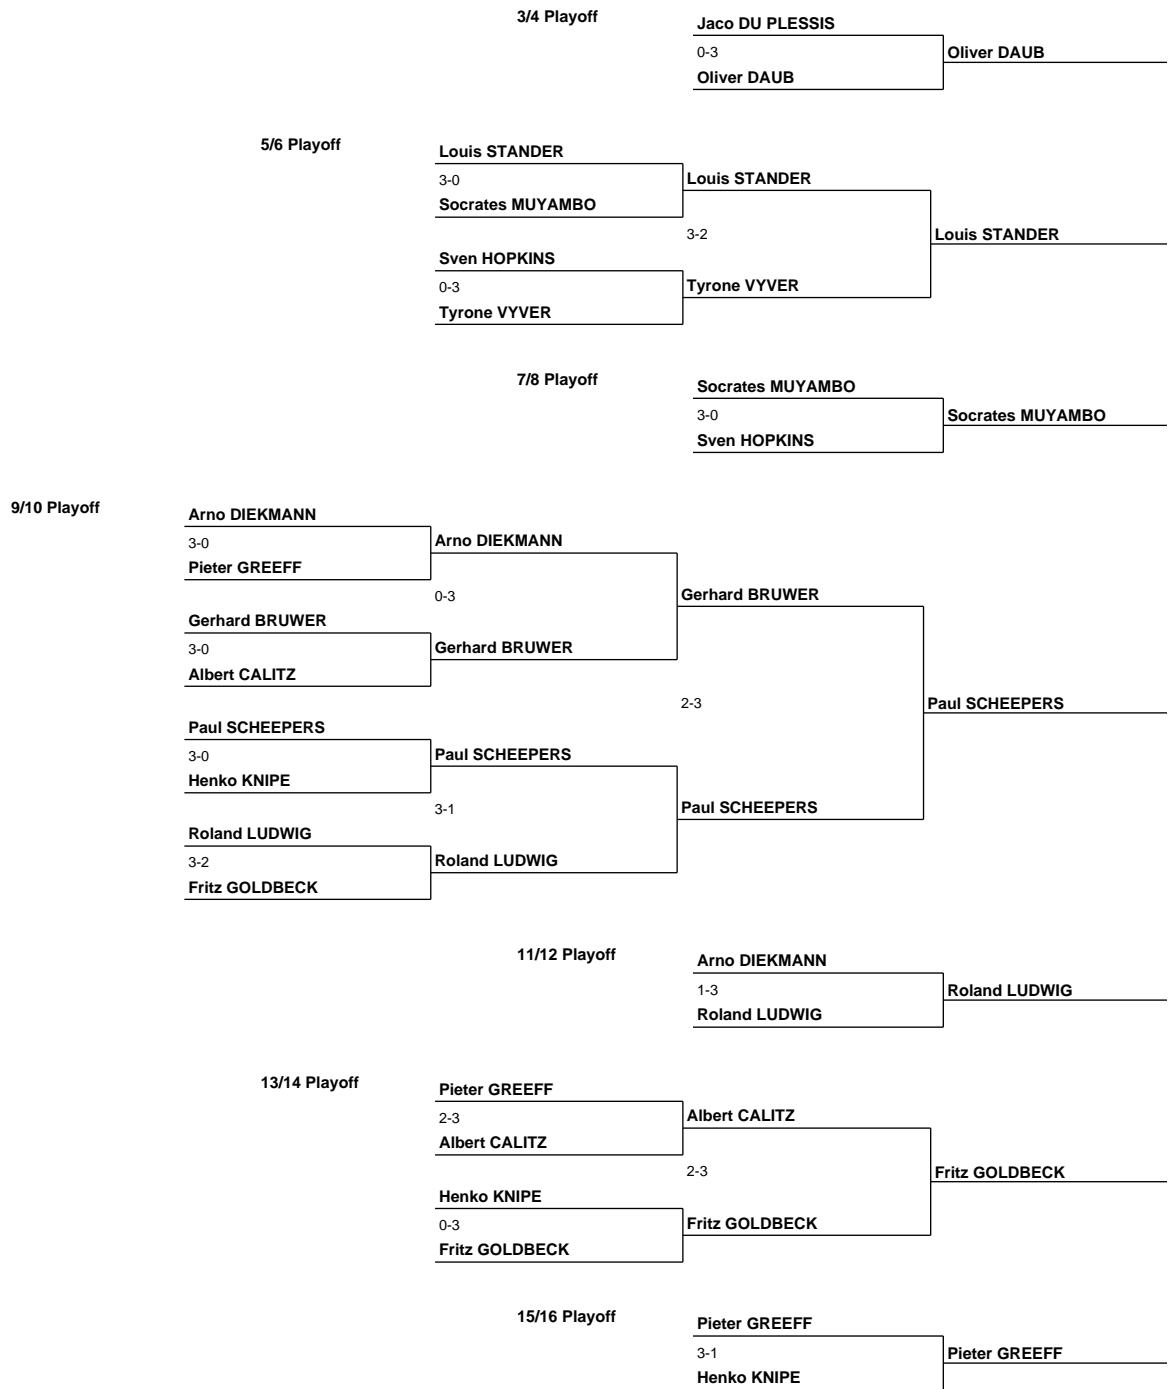 3/4 Playoff
Jaco DU PLESSIS
0-3
Oliver DAUB
Oliver DAUB
5/6 Playoff
Louis STANDER
3-0
Louis STANDER
Socrates MUYAMBO
3-2
Louis STANDER
Sven HOPKINS
0-3
Tyrone VYVER
Tyrone VYVER
7/8 Playoff
Socrates MUYAMBO
3-0
Socrates MUYAMBO
Sven HOPKINS
9/10 Playoff
Arno DIEKMANN
3-0
Arno DIEKMANN
Pieter GREEFF
0-3
Gerhard BRUWER
Gerhard BRUWER
3-0
Gerhard BRUWER
Albert CALITZ
2-3
Paul SCHEEPERS
Paul SCHEEPERS
3-0
Paul SCHEEPERS
Henko KNIPE
3-1
Paul SCHEEPERS
Roland LUDWIG
3-2
Roland LUDWIG
Fritz GOLDBECK
11/12 Playoff
Arno DIEKMANN
1-3
Roland LUDWIG
Roland LUDWIG
13/14 Playoff
Pieter GREEFF
2-3
Albert CALITZ
Albert CALITZ
2-3
Fritz GOLDBECK
Henko KNIPE
0-3
Fritz GOLDBECK
Fritz GOLDBECK
15/16 Playoff
Pieter GREEFF
3-1
Pieter GREEFF
Henko KNIPE